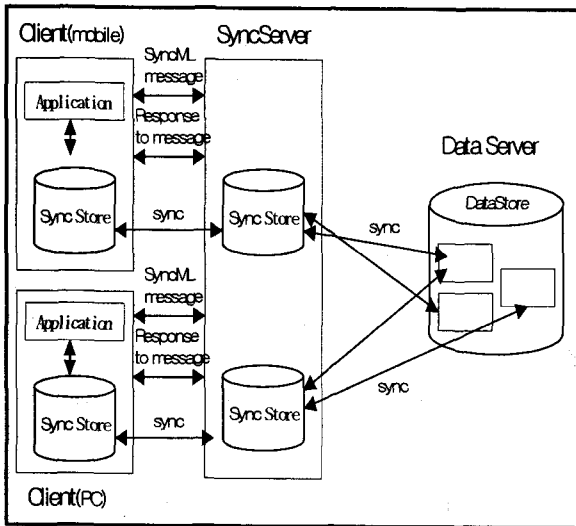 Client(mobile)
SyncML
message
SyncServer
Application
Response
to message
Data Server
DataStore
Sync Store
sync
Sync Store
sync
SyncML
message
Application
Response
to message
Sync Store
sync
Sync Store
sync
Client(PC)